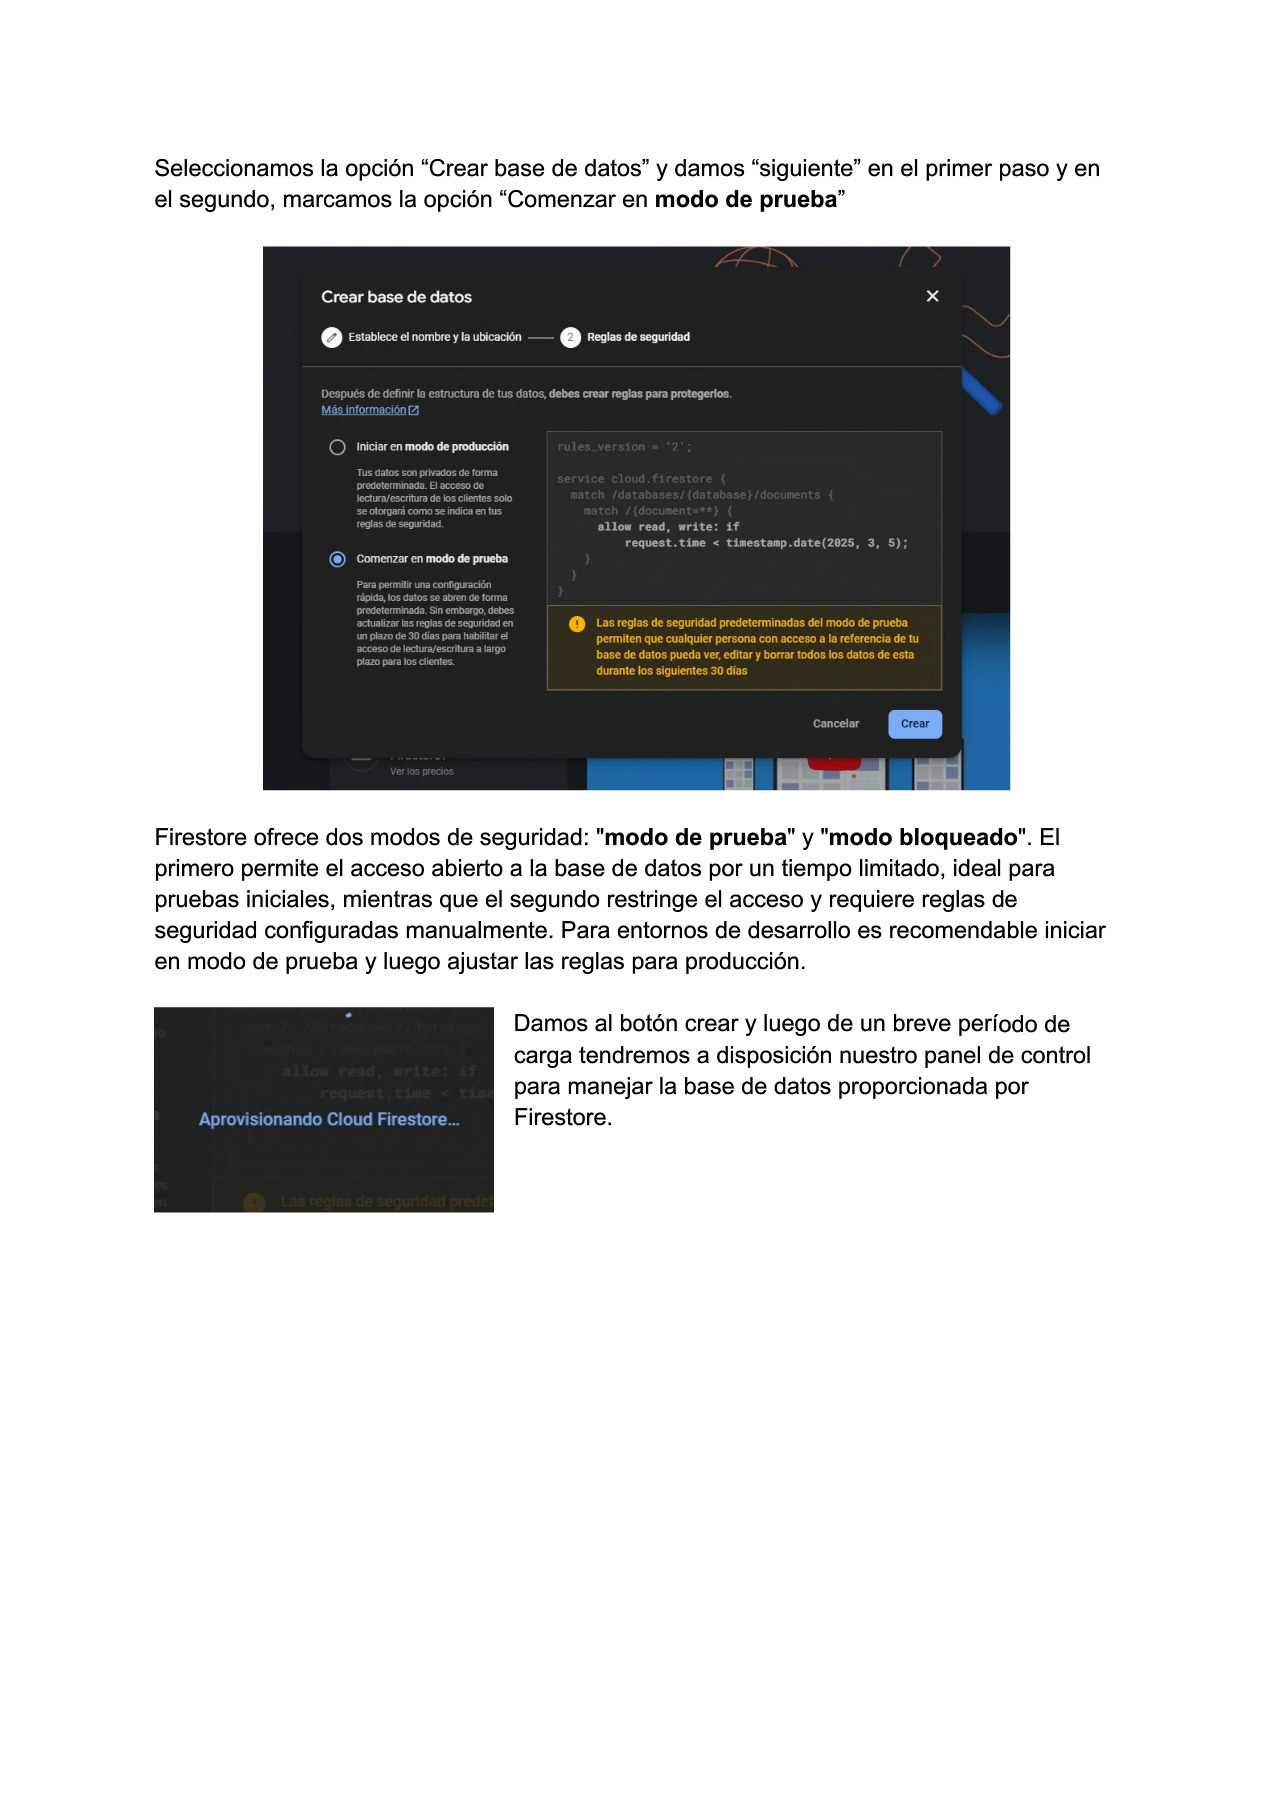 Seleccionamos la opción “Crear base de datos” y damos “siguiente” en el primer paso y en
el segundo, marcamos la opción “Comenzar en modo de prueba”
Crear base de datos
Establece el nombre y la ubicación
2 Reglas de seguridad
Después de definir la estructura de tus datos, debes crear reglas para protegerlos.
Más información
Iniciar en modo de producción
Tus datos son privados de forma
predeterminada. El acceso de
lectura/escritura de los clientes solo
se otorgará como se indica en tus
reglas de seguridad.
Comenzar en modo de prueba
Para permitir una configuración
rápida, los datos se abren de forma
predeterminada. Sin embargo, debes
actualizar las reglas de seguridad en
un plazo de 30 días para habilitar el
acceso de lectura/escritura a largo
plazo para los clientes.
rules_version = '2';
service cloud.firestore {
match /databases/{database}/documents {
match /{document=**} {
allow read, write: if
request.time < timestamp.date(2025, 3, 5);
}
}
}
Las reglas de seguridad predeterminadas del modo de prueba
permiten que cualquier persona con acceso a la referencia de tu
base de datos pueda ver, editar y borrar todos los datos de esta
durante los siguientes 30 días
Cancelar
Crear
Ver los precios
Firestore ofrece dos modos de seguridad: "modo de prueba" y "modo bloqueado". El
primero permite el acceso abierto a la base de datos por un tiempo limitado, ideal para
pruebas iniciales, mientras que el segundo restringe el acceso y requiere reglas de
seguridad configuradas manualmente. Para entornos de desarrollo es recomendable iniciar
en modo de prueba y luego ajustar las reglas para producción.
allow read, write: if
request.time < time
Aprovisionando Cloud Firestore...
}
Las reglas de seguridad predet
Damos al botón crear y luego de un breve período de
carga tendremos a disposición nuestro panel de control
para manejar la base de datos proporcionada por
Firestore.